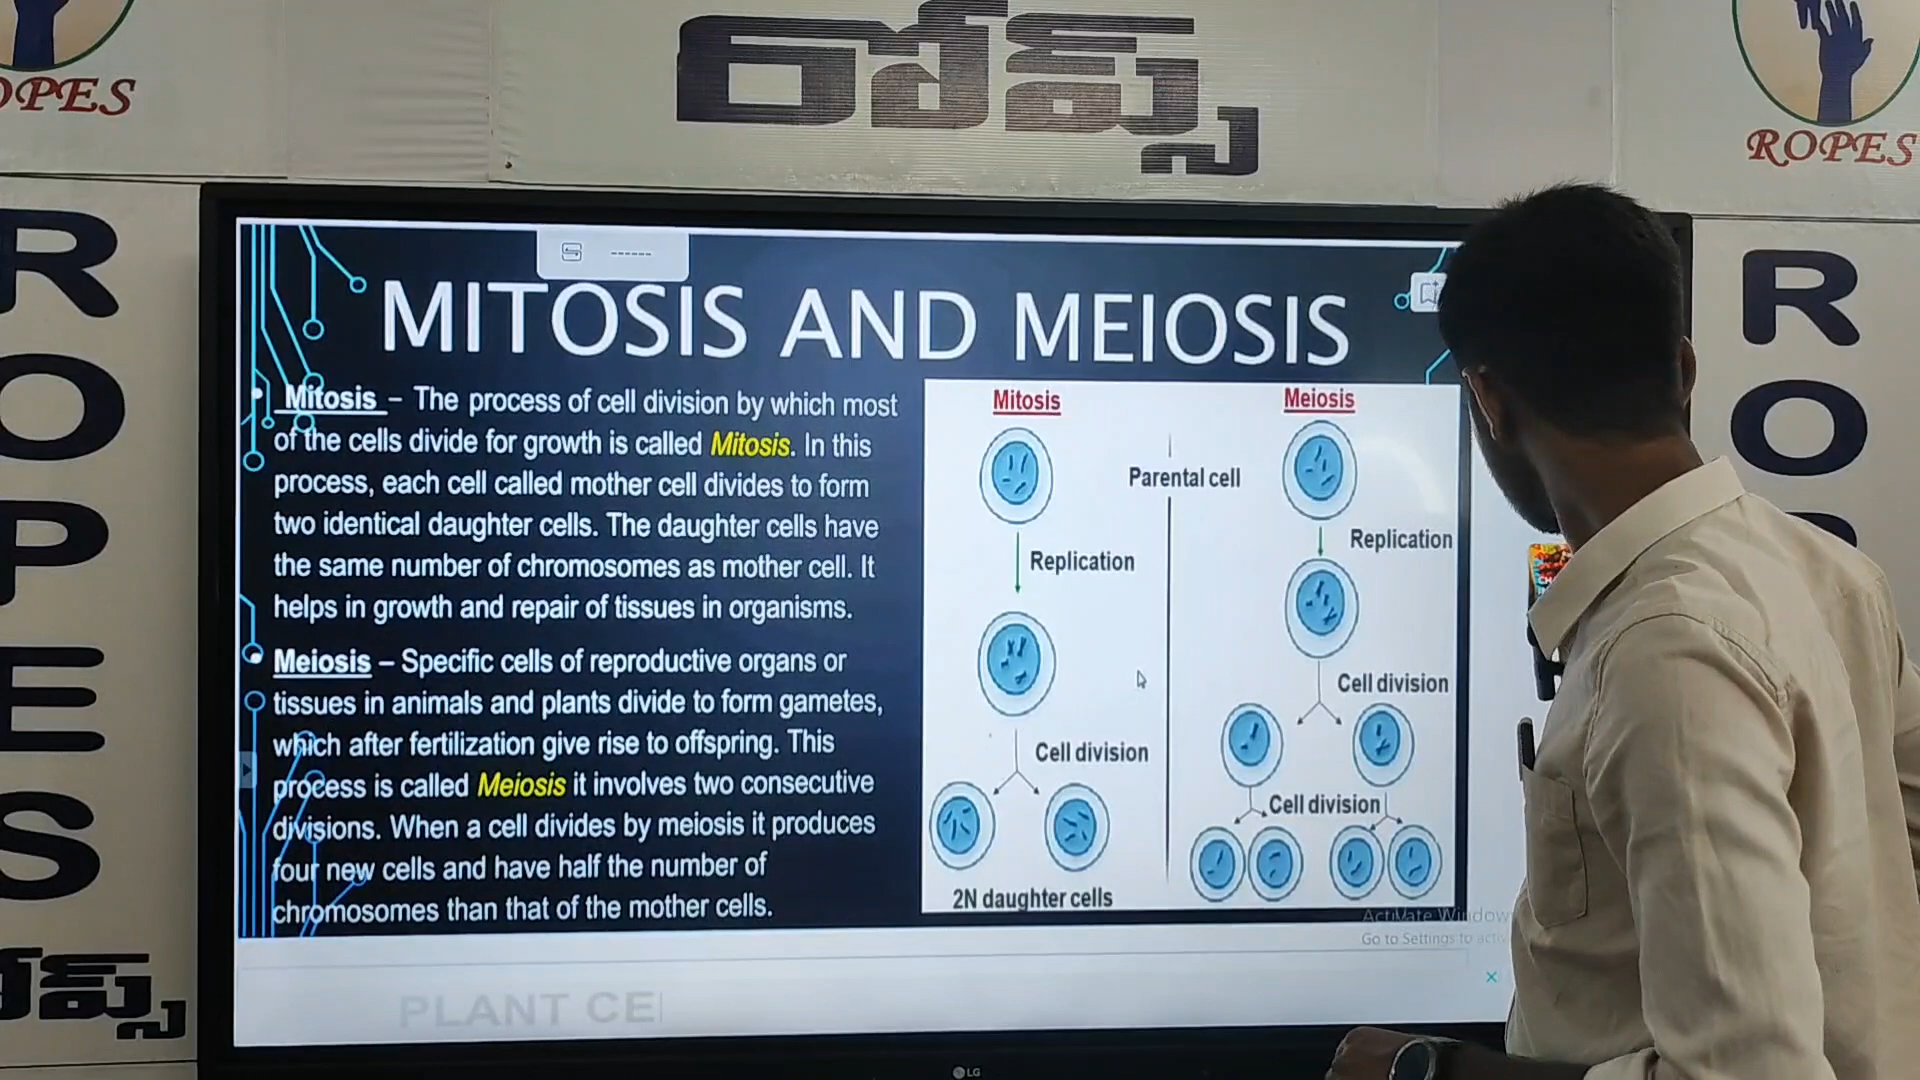 రోప్స్
OPES
ROPES
R
O
P
E
S
రోప్స్
MITOSIS AND MEIOSIS
• Mitosis – The process of cell division by which most
of the cells divide for growth is called Mitosis. In this
process, each cell called mother cell divides to form
two identical daughter cells. The daughter cells have
the same number of chromosomes as mother cell. It
helps in growth and repair of tissues in organisms.
• Meiosis – Specific cells of reproductive organs or
tissues in animals and plants divide to form gametes,
which after fertilization give rise to offspring. This
process is called Meiosis it involves two consecutive
divisions. When a cell divides by meiosis it produces
four new cells and have half the number of
chromosomes than that of the mother cells.
Mitosis
Meiosis
Parental cell
Replication
Replication
Cell division
Cell division
Cell division
2N daughter cells
Activate Window
Go to Settings to activ
PLANT CE
LG
R
O
P